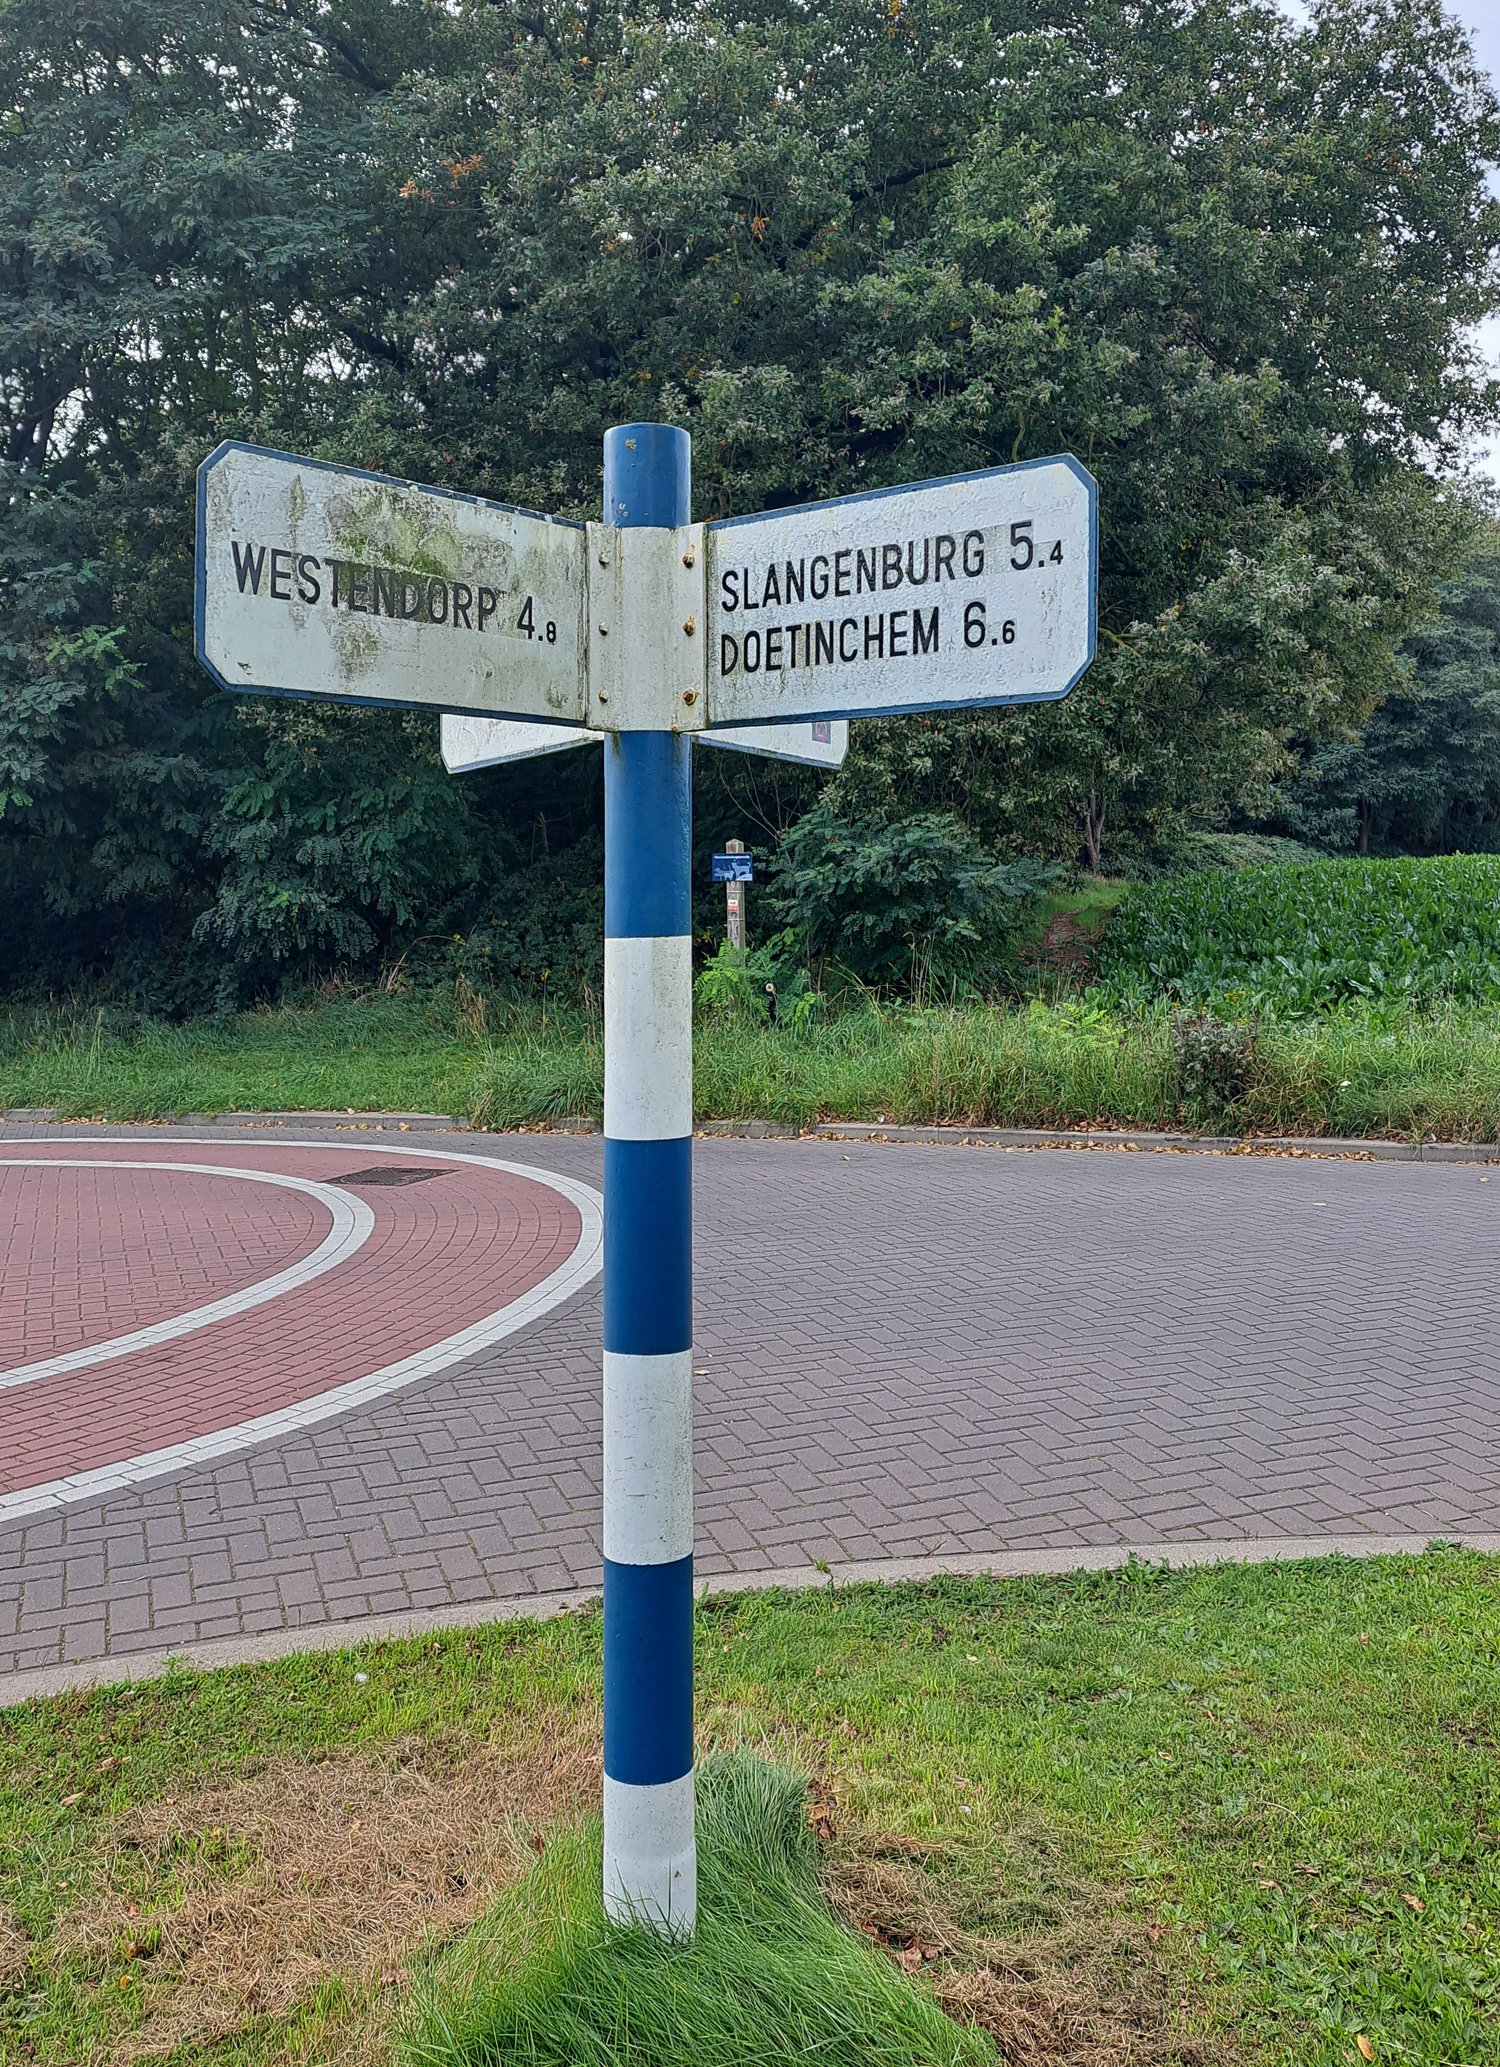 WESTENDORP 4.8
SLANGENBURG 5.4
DOETINCHEM 6.6